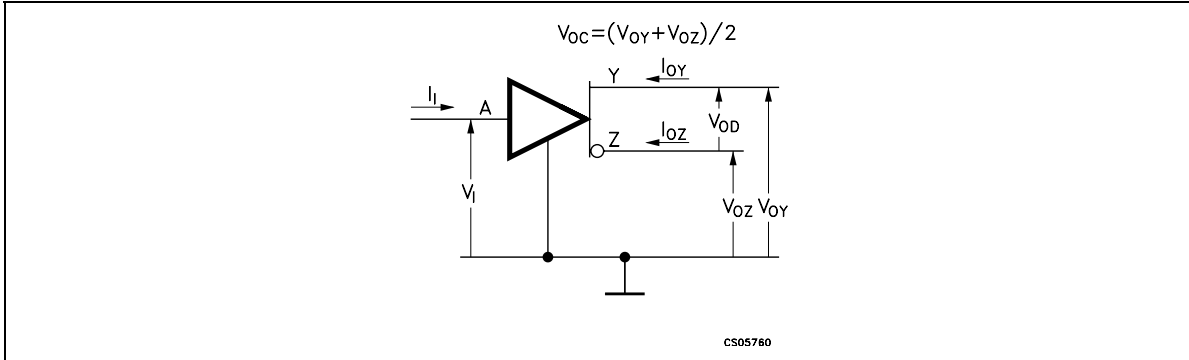 V_OC=(V_OY+V_OZ)/2
Y I_OY
I_I A
V_OD
Z I_OZ
V_I
V_OZ V_OY
CS05760